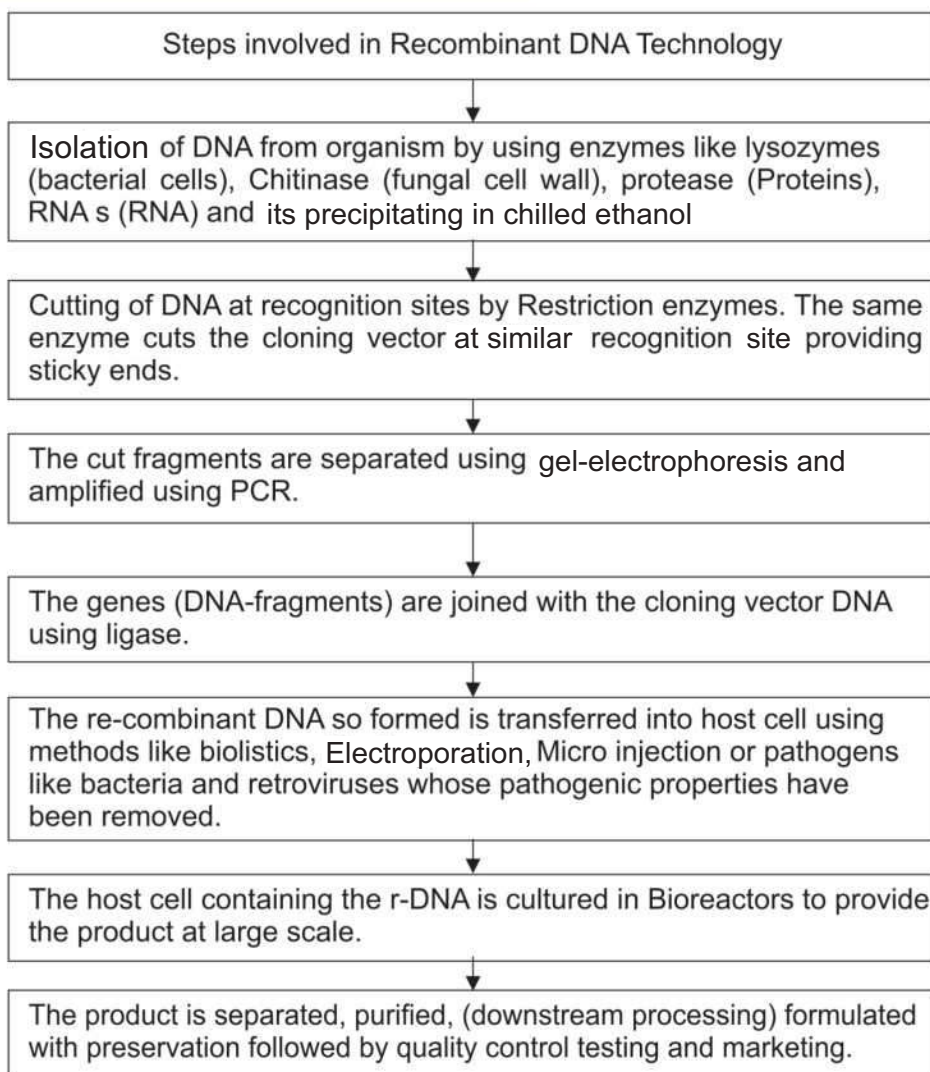 Steps involved in Recombinant DNA Technology
Isolation of DNA from organism by using enzymes like lysozymes
(bacterial cells), Chitinase (fungal cell wall), protease (Proteins),
RNA s (RNA) and its precipitating in chilled ethanol
Cutting of DNA at recognition sites by Restriction enzymes. The same
enzyme cuts the cloning vector at similar recognition site providing
sticky ends.
The cut fragments are separated using gel-electrophoresis and
amplified using PCR.
The genes (DNA-fragments) are joined with the cloning vector DNA
using ligase.
The re-combinant DNA so formed is transferred into host cell using
methods like biolistics, Electroporation, Micro injection or pathogens
like bacteria and retroviruses whose pathogenic properties have
been removed.
The host cell containing the r-DNA is cultured in Bioreactors to provide
the product at large scale.
The product is separated, purified, (downstream processing) formulated
with preservation followed by quality control testing and marketing.